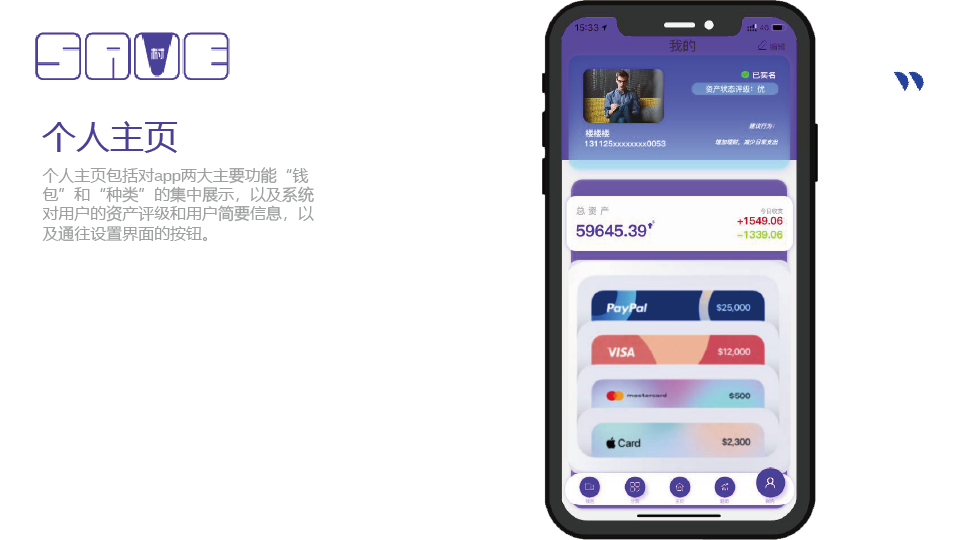 SAVE
树
个人主页
个人主页包括对app两大主要功能“钱
包”和“种类”的集中展示，以及系统
对用户的资产评级和用户简要信息，以
及通往设置界面的按钮。
15:33
4G
我的
编辑
已实名
资产状态评级：优
建议行为：
增加理财，减少日常支出
楼楼楼
131125xxxxxxxx0053
总资产
59645.39
今日收支
+1549.06
-1339.06
PayPal
$25,000
VISA
$12,000
mastercard
$500
Card
$2,300